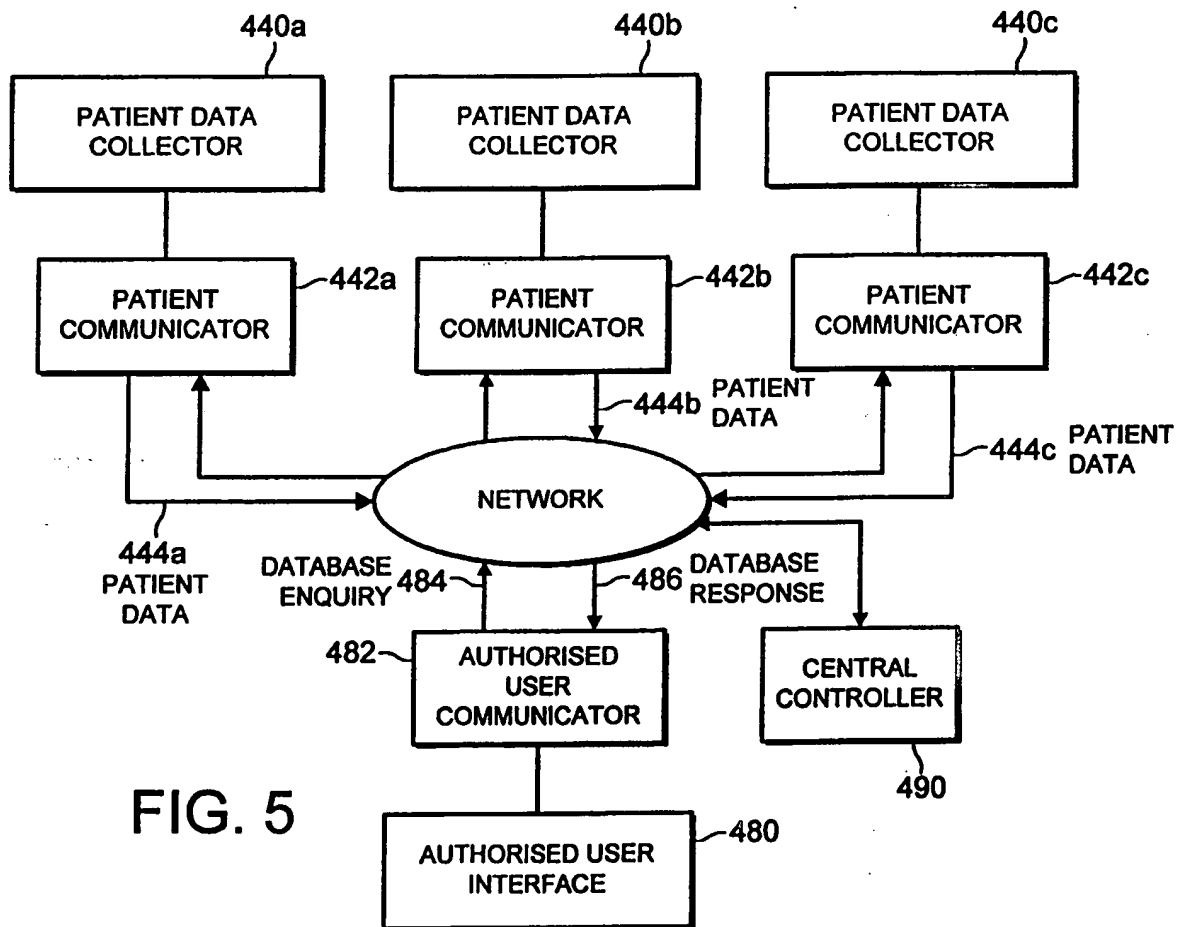 440a
440b
440c
PATIENT DATA
COLLECTOR
PATIENT DATA
COLLECTOR
PATIENT DATA
COLLECTOR
442a
442b
442c
PATIENT
COMMUNICATOR
PATIENT
COMMUNICATOR
PATIENT
COMMUNICATOR
444b
PATIENT
DATA
444c
PATIENT
DATA
NETWORK
444a
PATIENT
DATA
DATABASE
ENQUIRY
484
486
DATABASE
RESPONSE
482
AUTHORISED
USER
COMMUNICATOR
CENTRAL
CONTROLLER
490
FIG. 5
480
AUTHORISED USER
INTERFACE